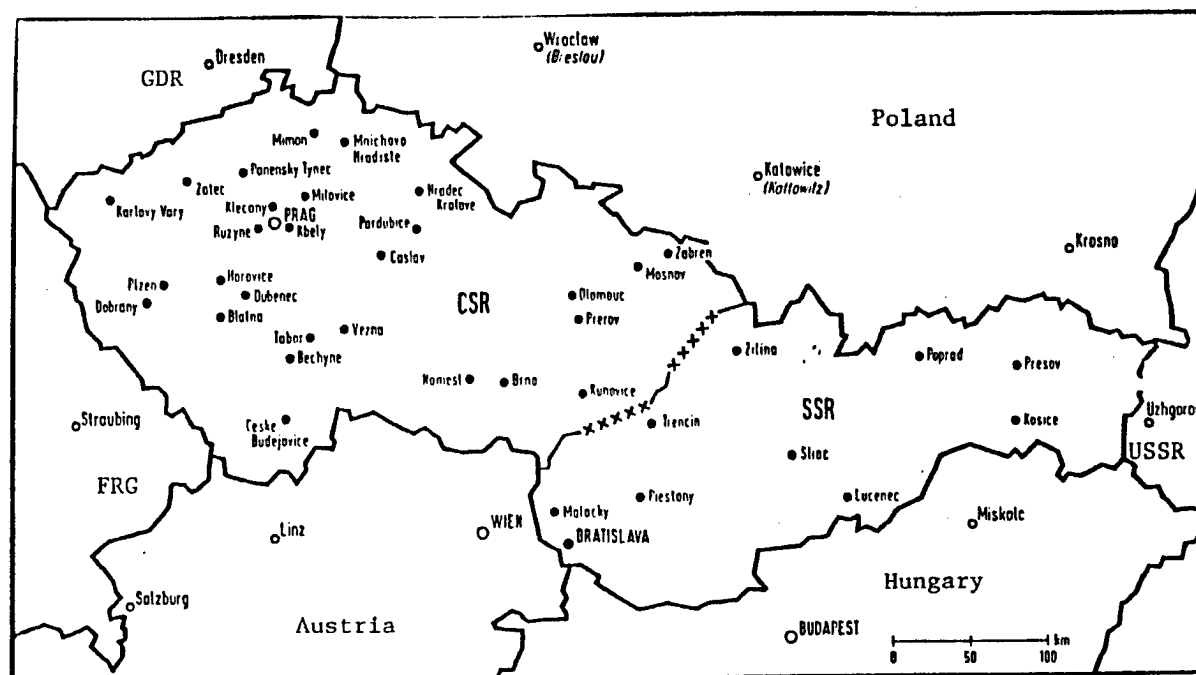 Dresden
GDR
Wroclaw
(Breslau)
Poland
Katowice
(Kattowitz)
Krosno
Mimon
Mnichovo
Hradiste
Panensky Tynec
Zatec
Milovice
Hradec
Kralove
Karlovy Vary
Klecany
PRAG
Ruzyne
Kbely
Pardubice
Caslav
Zabreh
Mosnov
Plzen
Horovice
Dobrany
Dubenec
Blatna
CSR
Olomouc
Prerov
Tabor
Vezna
Bechyne
Zilina
Poprad
Presov
Namest
Brno
Kunovice
SSR
Trencin
Kosice
Uzhgorod
USSR
Straubing
Ceske
Budejovice
Sliac
FRG
Piestany
Lucenec
Malacky
Miskolc
Linz
WIEN
BRATISLAVA
Hungary
Salzburg
Austria
BUDAPEST
km
0 50 100